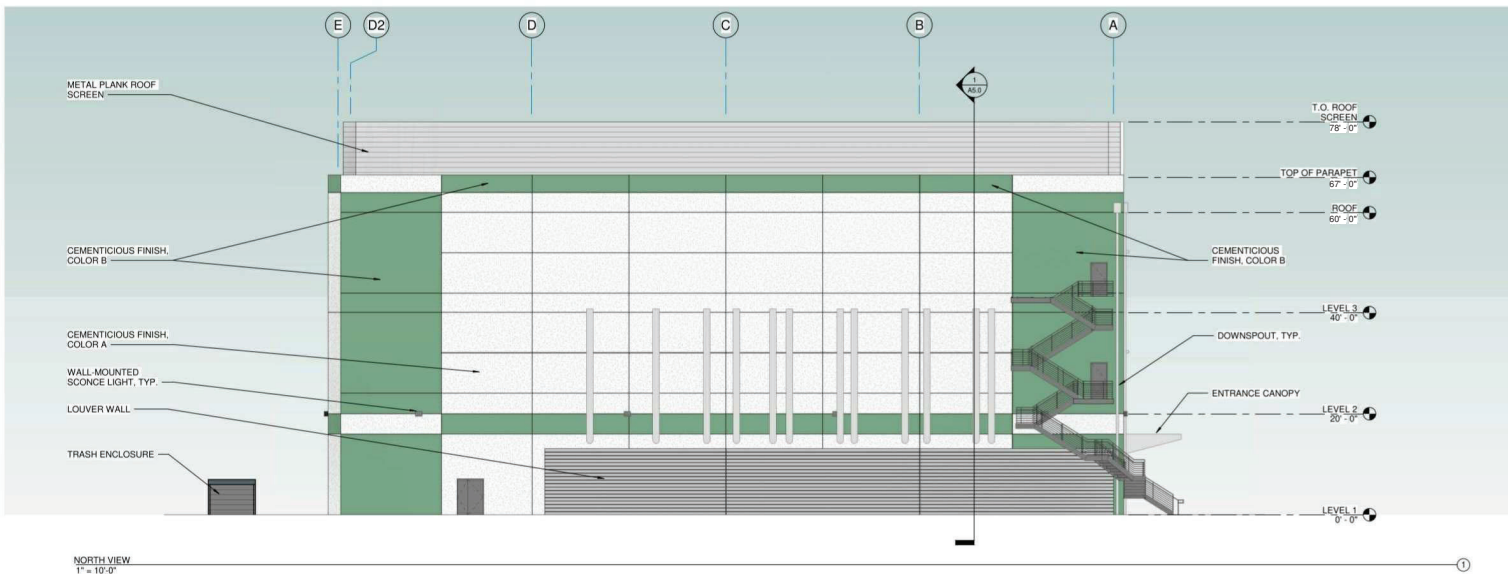 E D2 D C B A
METAL PLANK ROOF
SCREEN
1
A5.0
T.O. ROOF
SCREEN
78' - 0"
TOP OF PARAPET
67' - 0"
ROOF
60' - 0"
CEMENTICIOUS FINISH,
COLOR B
CEMENTICIOUS
FINISH, COLOR B
LEVEL 3
40' - 0"
CEMENTICIOUS FINISH,
COLOR A
DOWNSPOUT, TYP.
WALL-MOUNTED
SCONCE LIGHT, TYP.
ENTRANCE CANOPY
LOUVER WALL
LEVEL 2
20' - 0"
TRASH ENCLOSURE
LEVEL 1
0' - 0"
NORTH VIEW
1" = 10'-0"
1